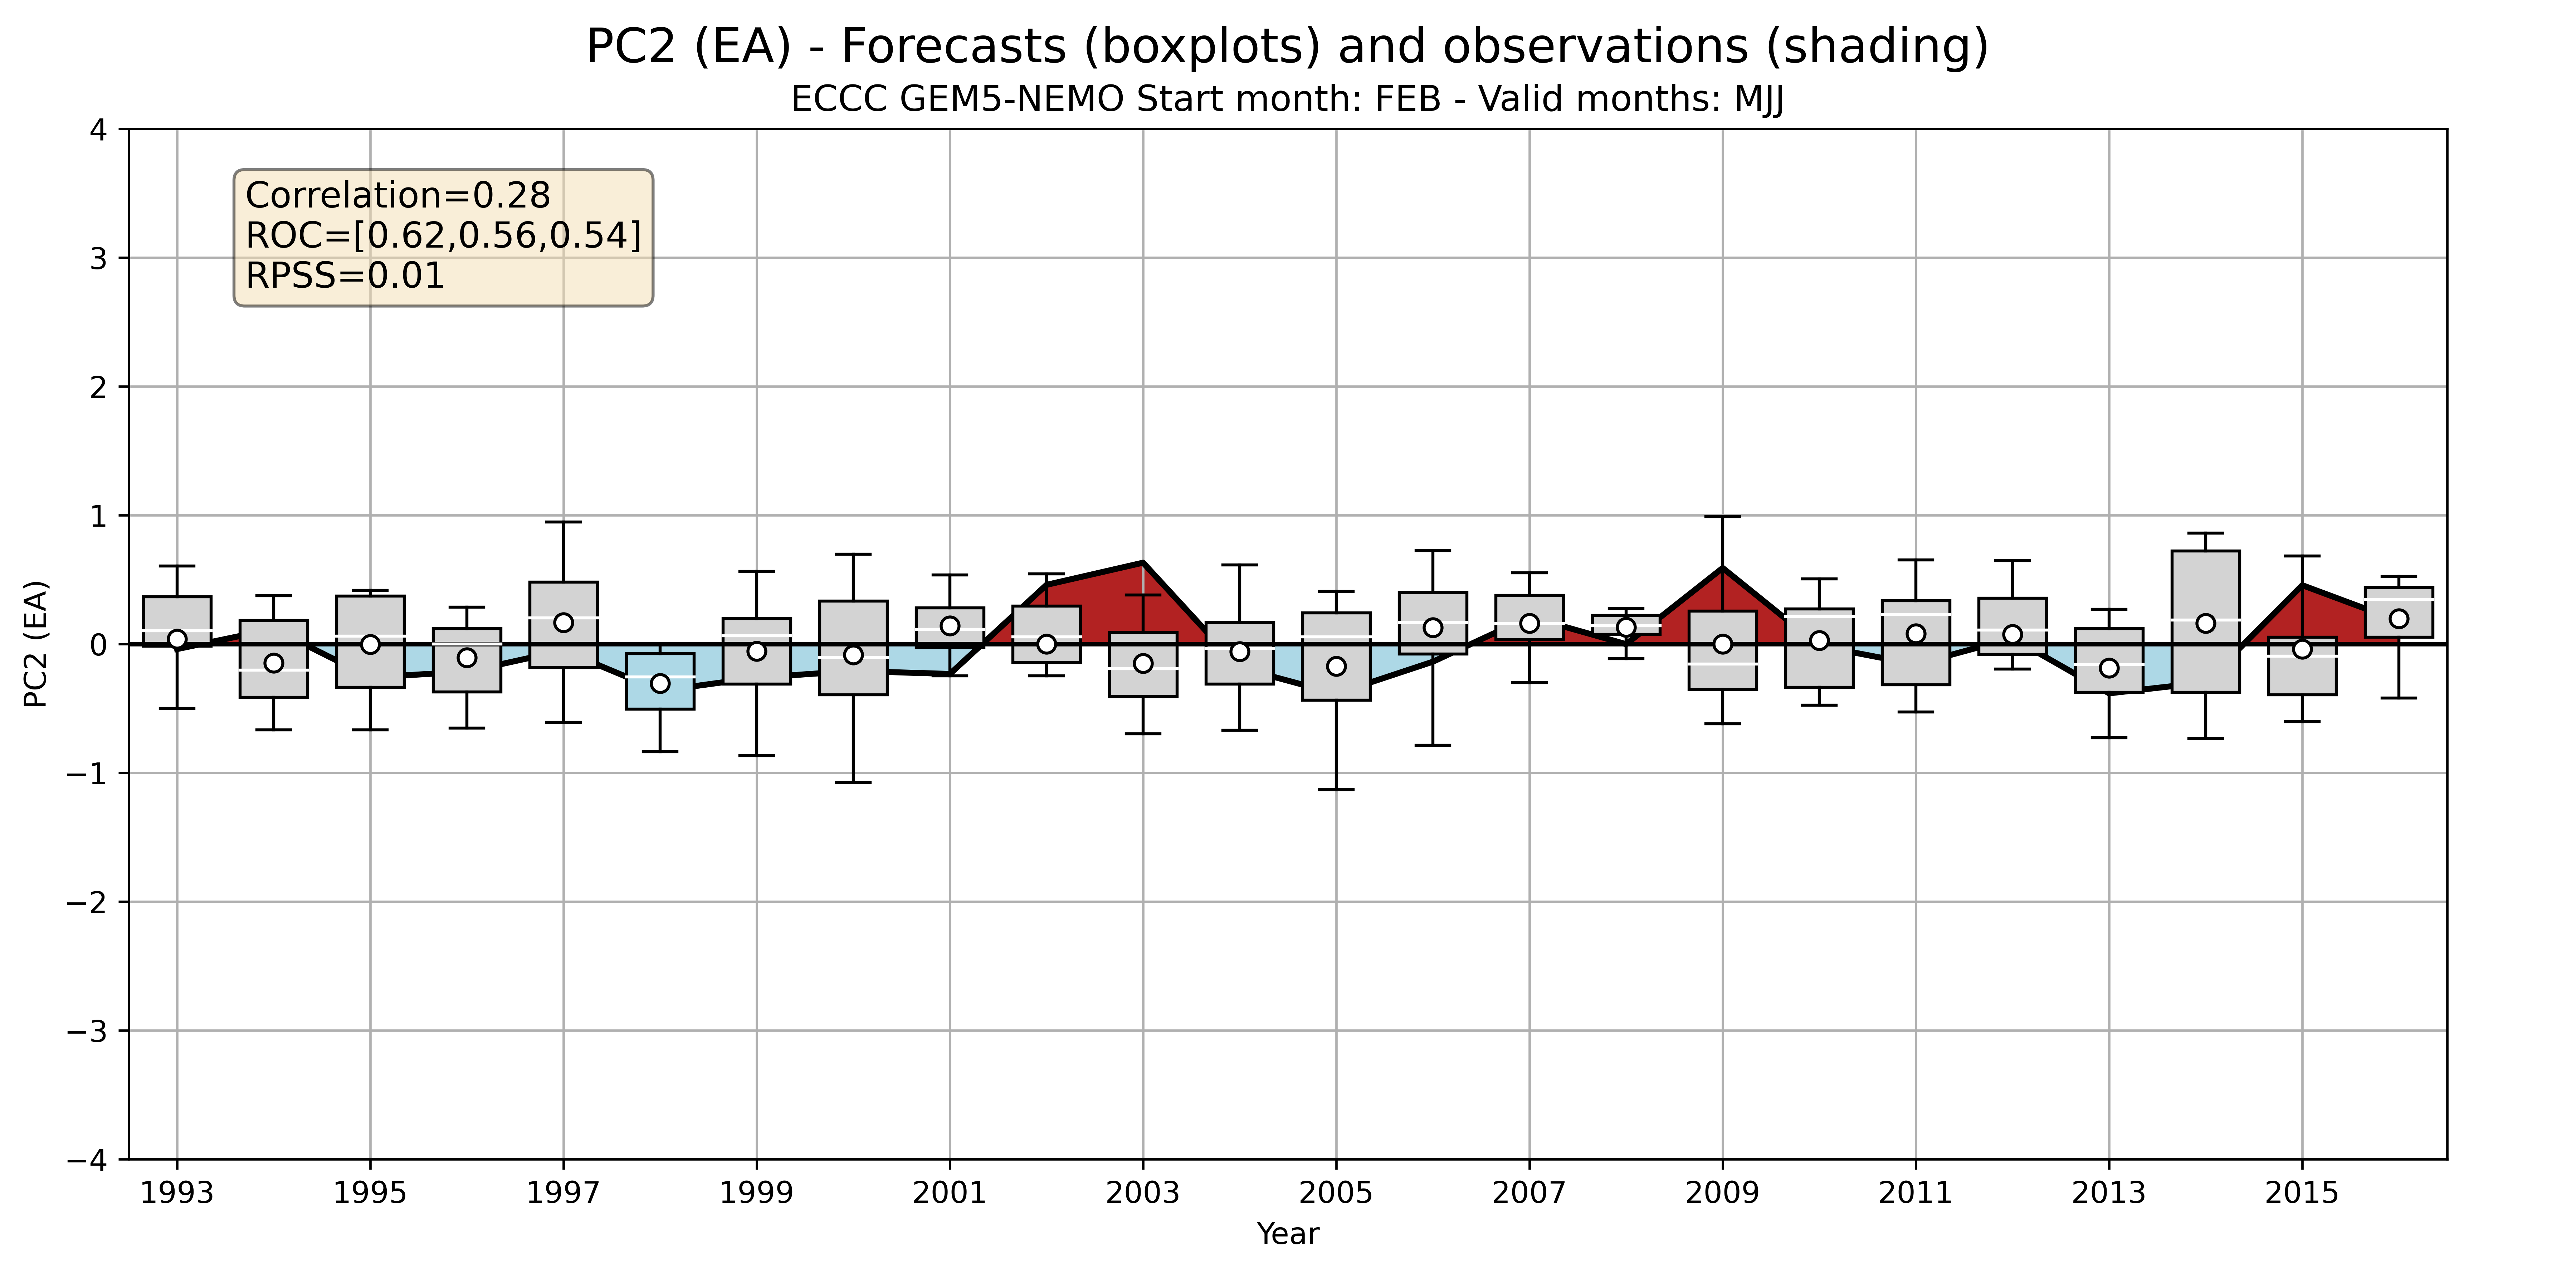 PC2 (EA) - Forecasts (boxplots) and observations (shading)
ECCC GEM5-NEMO Start month: FEB - Valid months: MJJ
Correlation=0.28
ROC=[0.62,0.56,0.54]
RPSS=0.01
4
3
2
1
0
−1
−2
−3
−4
PC2 (EA)
1993 1995 1997 1999 2001 2003 2005 2007 2009 2011 2013 2015
Year